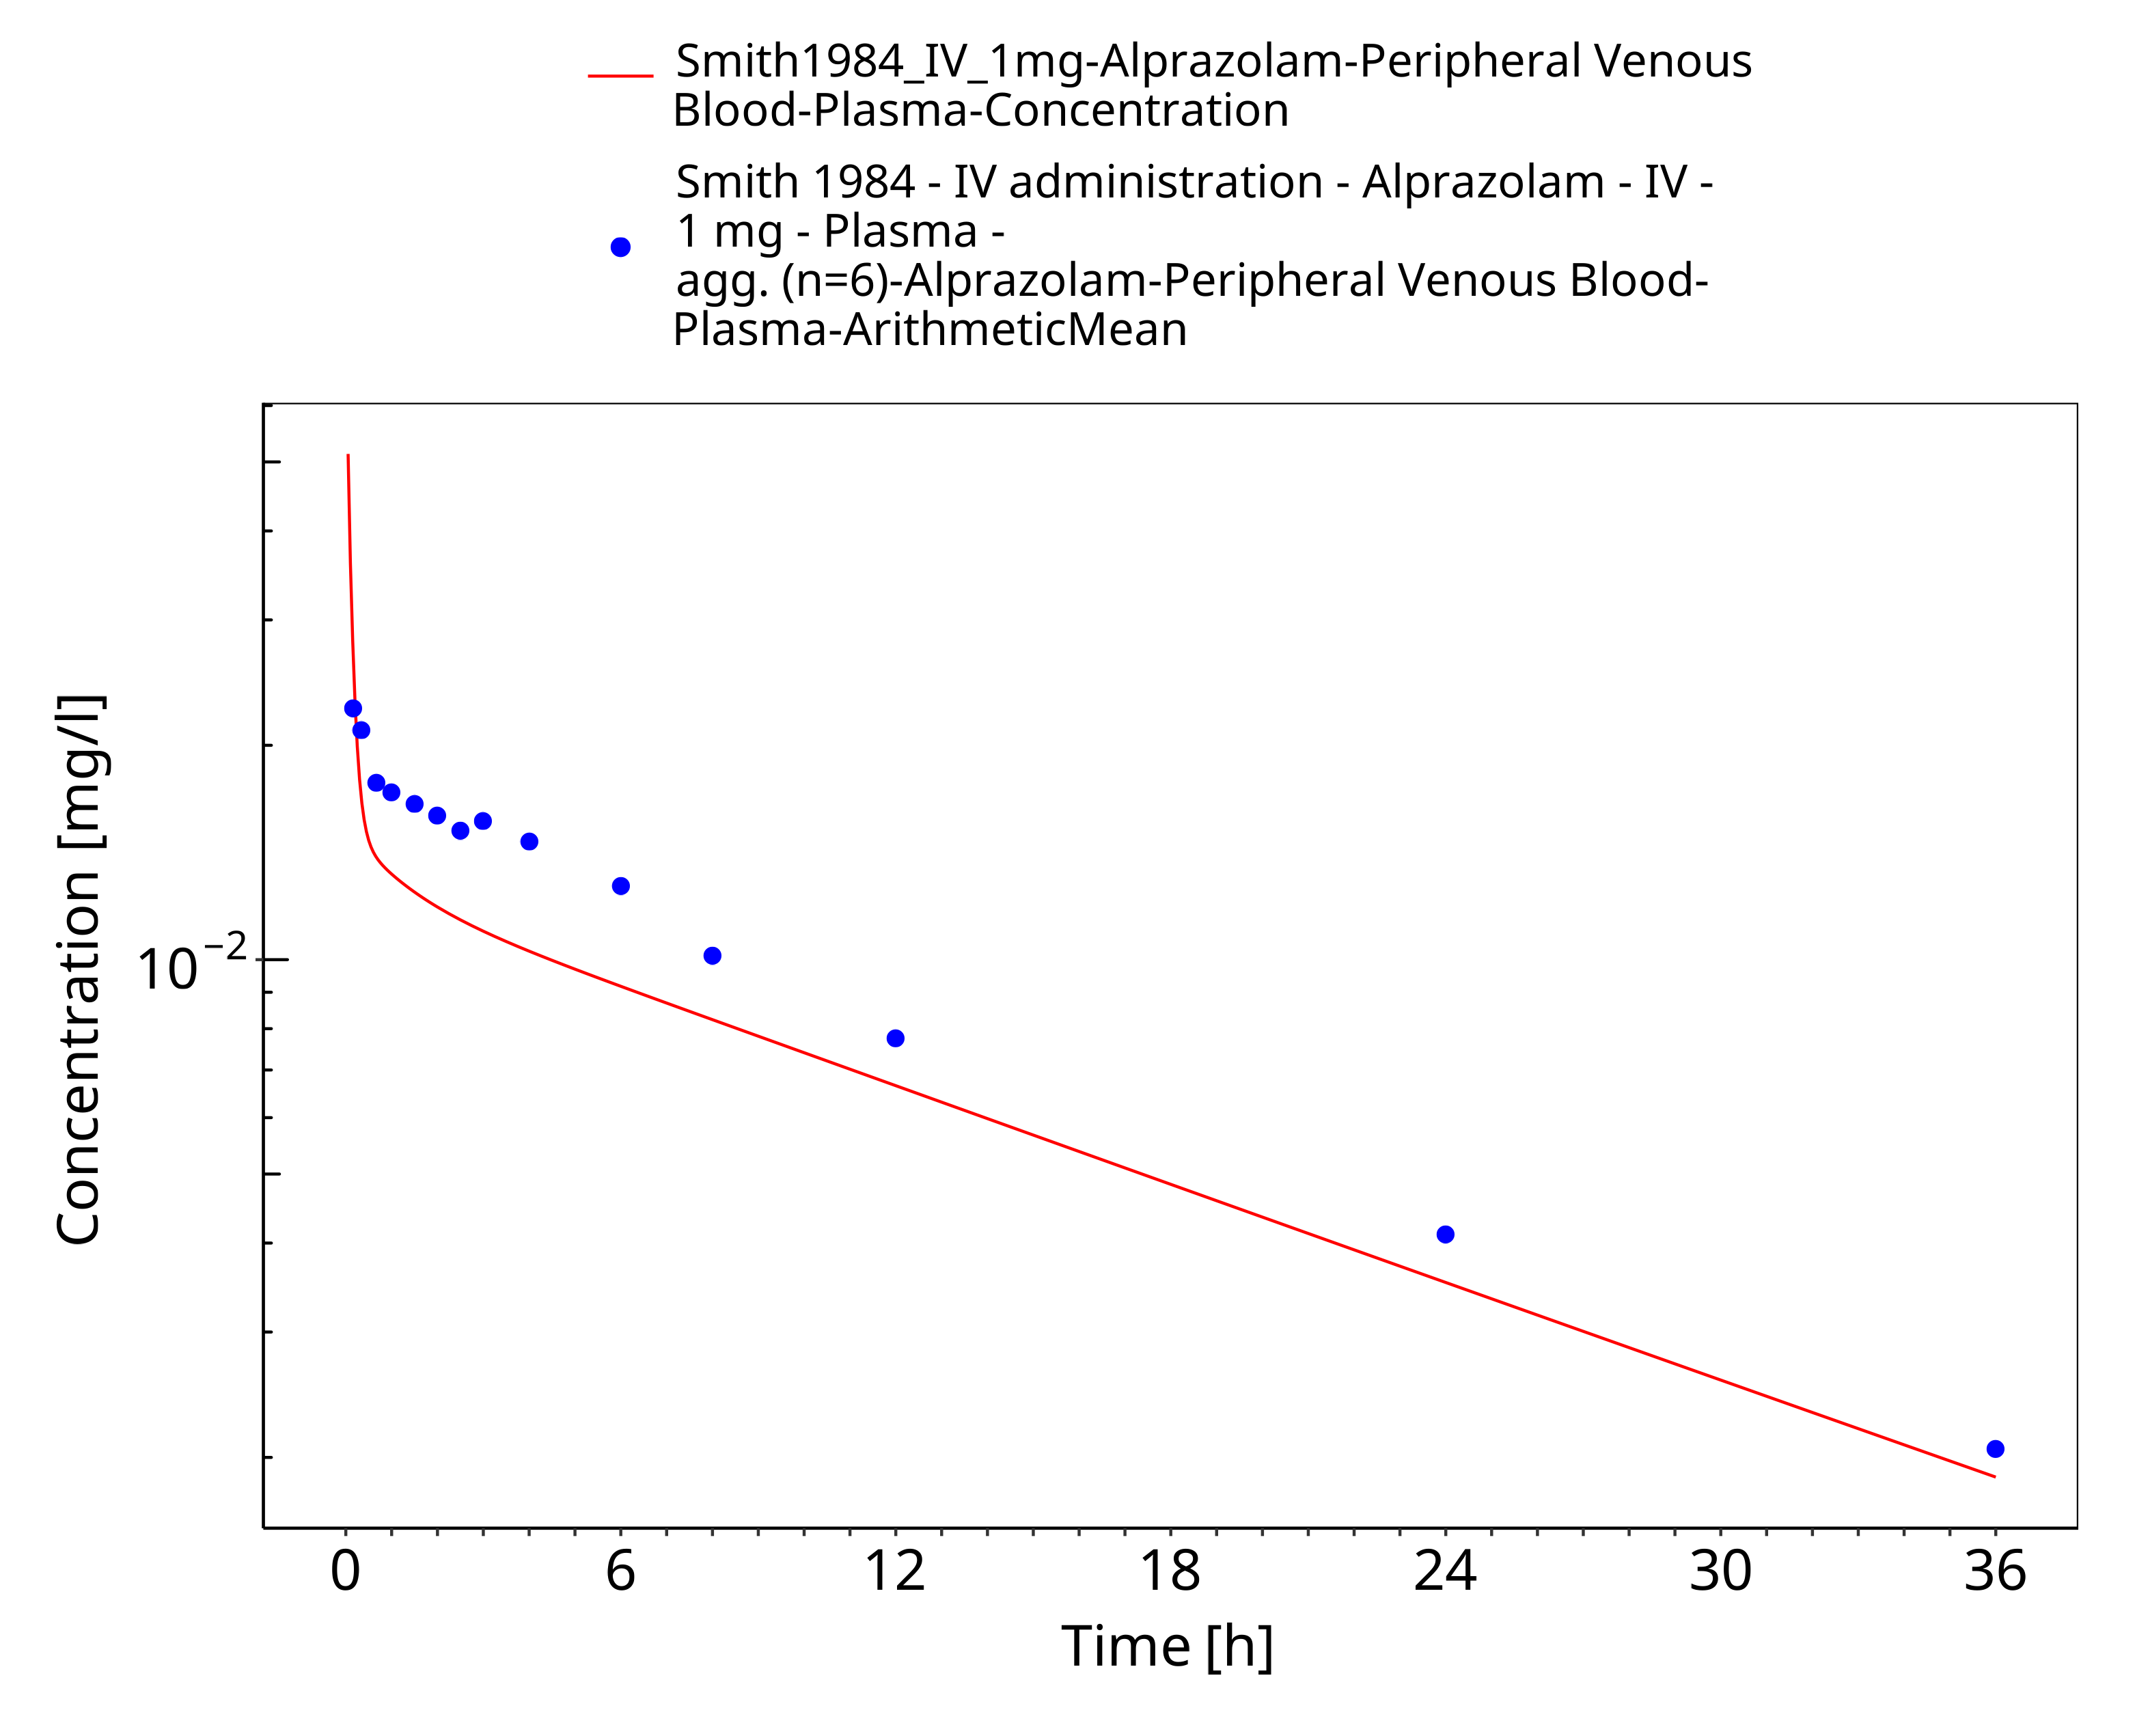 Smith1984_IV_1mg-Alprazolam-Peripheral Venous
Blood-Plasma-Concentration
Smith 1984 - IV administration - Alprazolam - IV -
1 mg - Plasma -
agg. (n=6)-Alprazolam-Peripheral Venous Blood-
Plasma-ArithmeticMean
Concentration [mg/l]
10⁻²
0 6 12 18 24 30 36
Time [h]